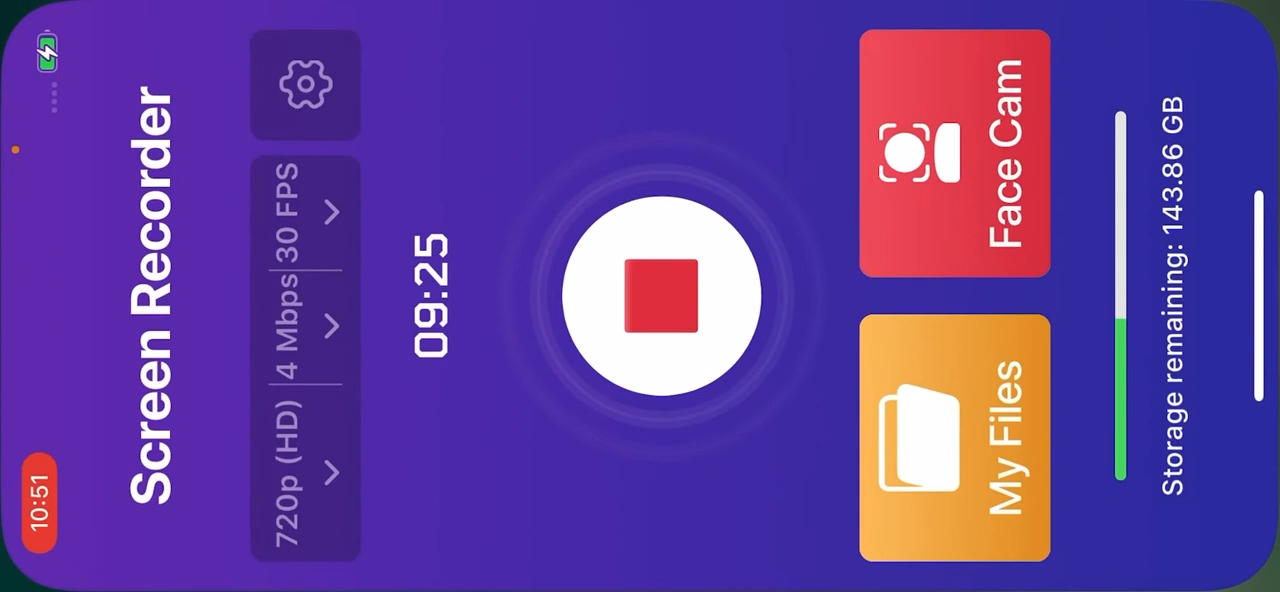 10:51
Screen Recorder
720p (HD) 4 Mbps 30 FPS
09:25
My Files Face Cam
Storage remaining: 143.86 GB